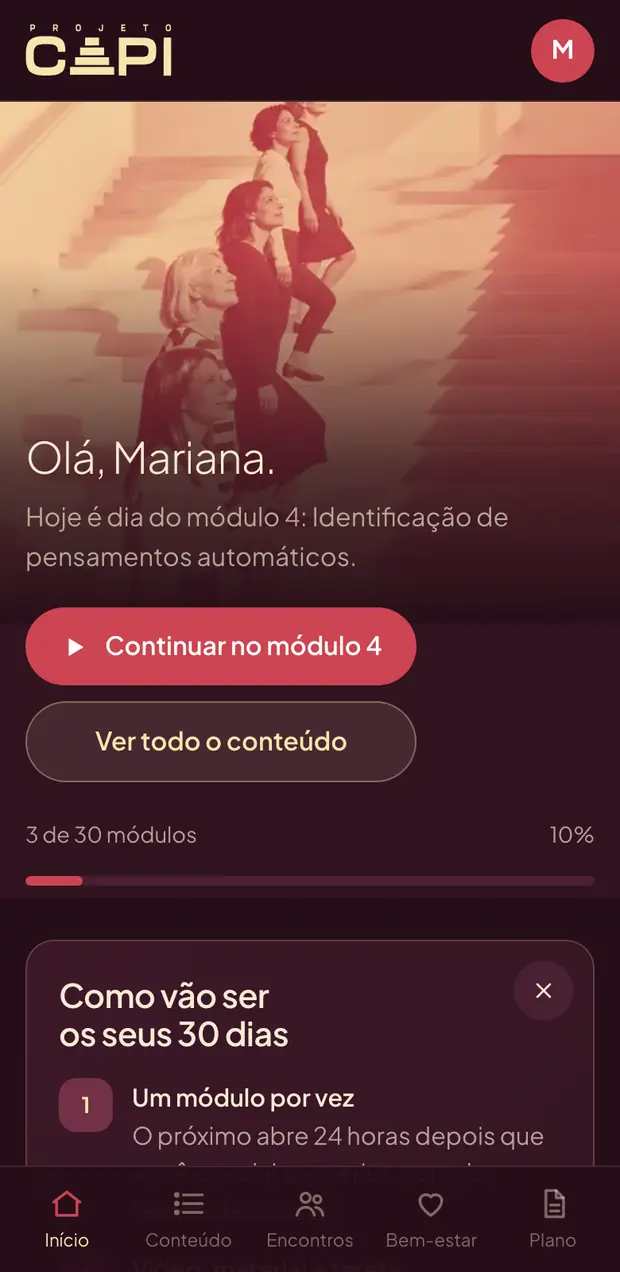 PROJETO
CAPI
M
Olá, Mariana.
Hoje é dia do módulo 4: Identificação de
pensamentos automáticos.
Continuar no módulo 4
Ver todo o conteúdo
3 de 30 módulos
10%
Como vão ser
os seus 30 dias
1
Um módulo por vez
O próximo abre 24 horas depois que
Início
Conteúdo
Encontros
Bem-estar
Plano